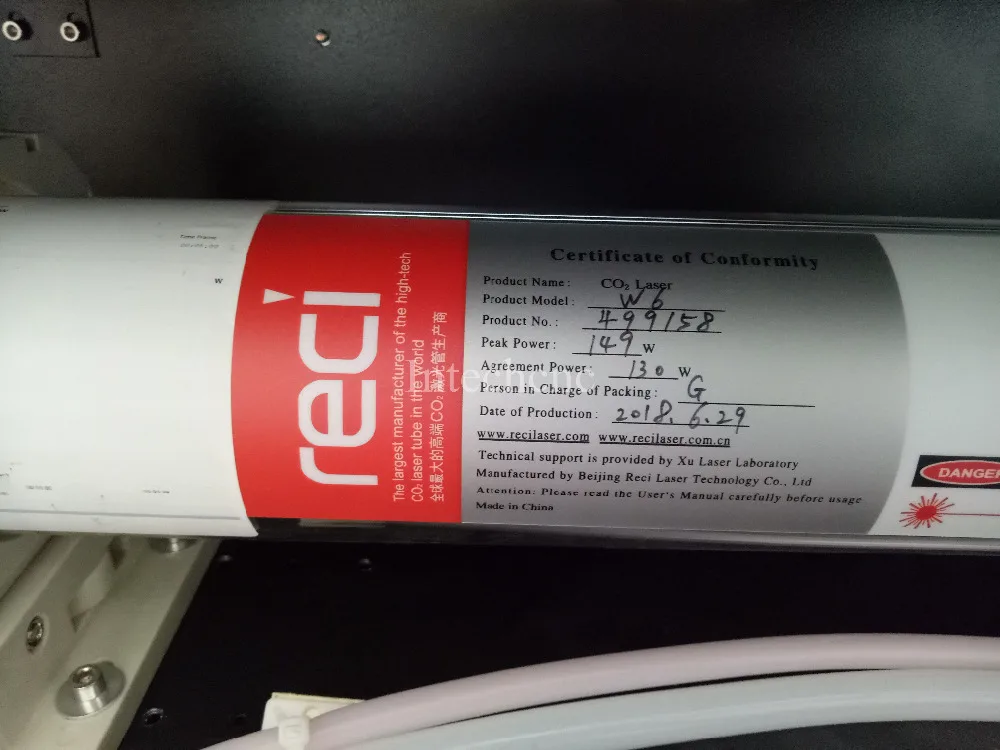 W
reci
The largest manufacturer of the high-tech
CO₂ laser tube in the world
全球最大的高端CO₂激光管生产商
Certificate of Conformity
Product Name: CO₂ Laser
Product Model: W6
Product No.: 499158
Peak Power: 149 W
Agreement Power: 130 W
Person in Charge of Packing: G
Date of Production: 2018.6.29
www.recilaser.com www.recilaser.com.cn
Technical support is provided by Xu Laser Laboratory
Manufactured by Beijing Reci Laser Technology Co., Ltd
Attention: Please read the User's Manual carefully before usage
Made in China
DANGER
Intechcnc